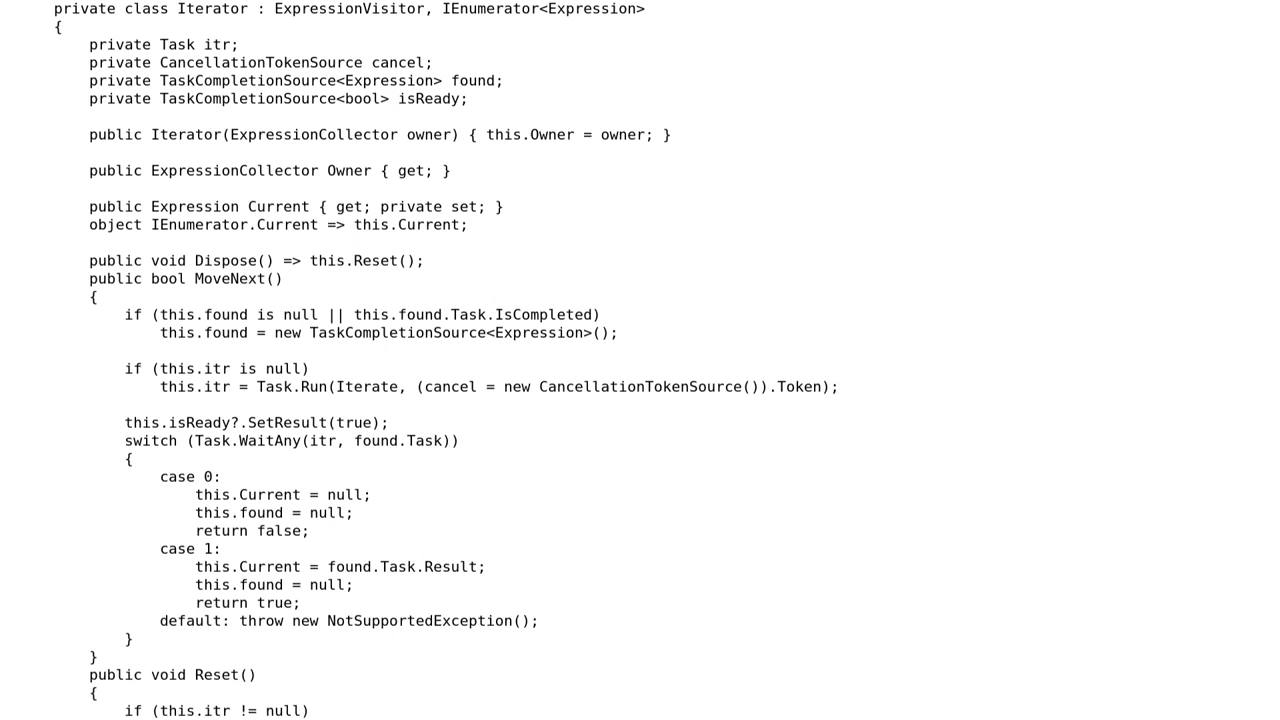 private class Iterator : ExpressionVisitor, IEnumerator<Expression>
{
    private Task itr;
    private CancellationTokenSource cancel;
    private TaskCompletionSource<Expression> found;
    private TaskCompletionSource<bool> isReady;

    public Iterator(ExpressionCollector owner) { this.Owner = owner; }

    public ExpressionCollector Owner { get; }

    public Expression Current { get; private set; }
    object IEnumerator.Current => this.Current;

    public void Dispose() => this.Reset();
    public bool MoveNext()
    {
        if (this.found is null || this.found.Task.IsCompleted)
            this.found = new TaskCompletionSource<Expression>();

        if (this.itr is null)
            this.itr = Task.Run(Iterate, (cancel = new CancellationTokenSource()).Token);

        this.isReady?.SetResult(true);
        switch (Task.WaitAny(itr, found.Task))
        {
            case 0:
                this.Current = null;
                this.found = null;
                return false;
            case 1:
                this.Current = found.Task.Result;
                this.found = null;
                return true;
            default: throw new NotSupportedException();
        }
    }
    public void Reset()
    {
        if (this.itr != null)